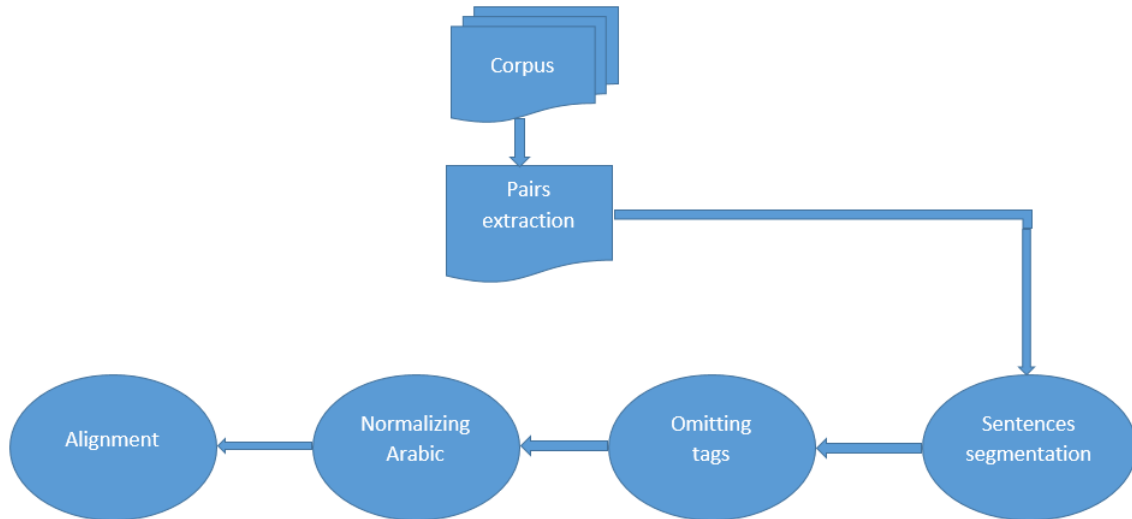 Corpus
Pairs
extraction
Sentences
segmentation
Omitting
tags
Normalizing
Arabic
Alignment